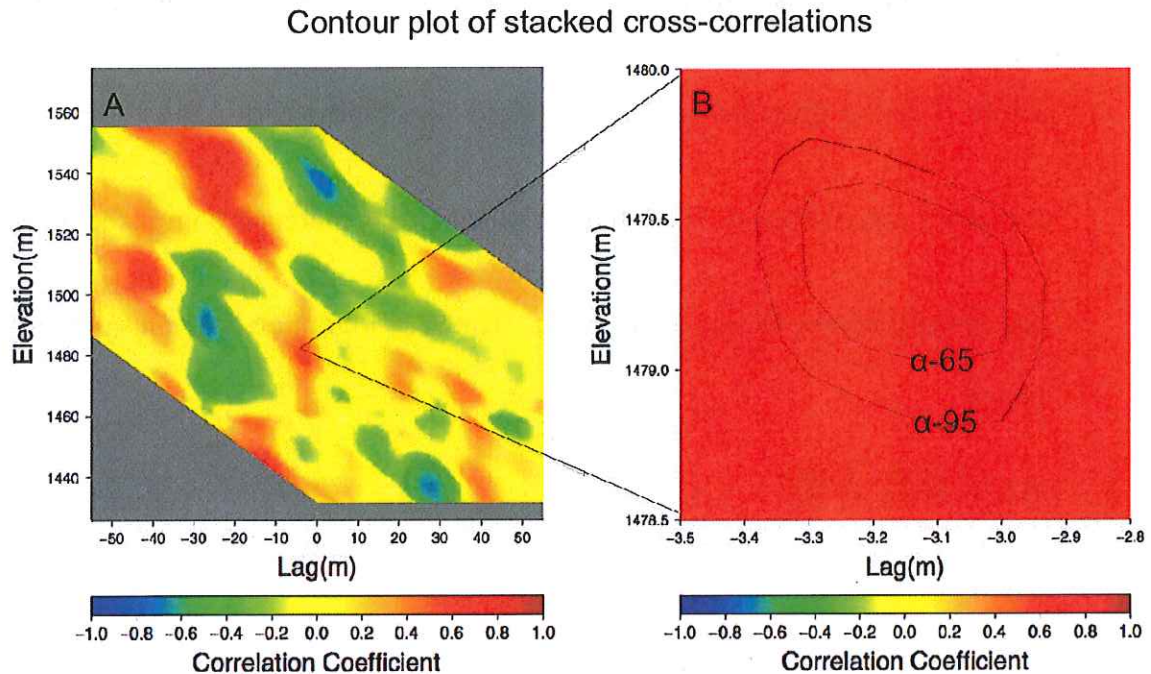 Contour plot of stacked cross-correlations
A
Elevation(m)
1560
1540
1520
1500
1480
1460
1440
-50 -40 -30 -20 -10 0 10 20 30 40 50
Lag(m)
-1.0 -0.8 -0.6 -0.4 -0.2 0.0 0.2 0.4 0.6 0.8 1.0
Correlation Coefficient
B
Elevation(m)
1480.0
1470.5
1479.0
1478.5
α-65
α-95
-3.5 -3.4 -3.3 -3.2 -3.1 -3.0 -2.9 -2.8
Lag(m)
-1.0 -0.8 -0.6 -0.4 -0.2 0.0 0.2 0.4 0.6 0.8 1.0
Correlation Coefficient